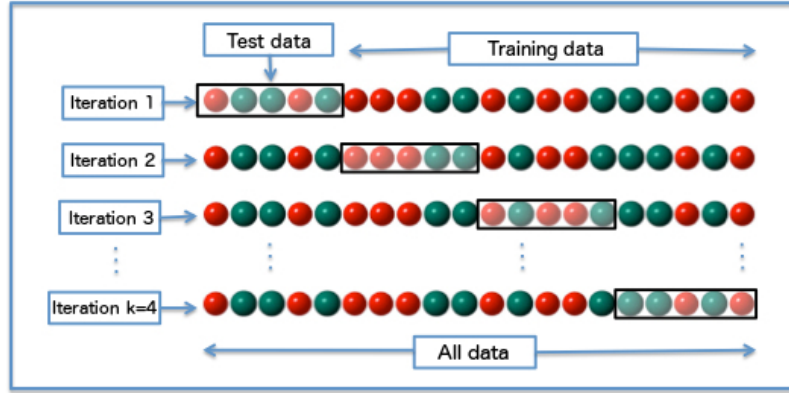 Test data
Training data
Iteration 1
Iteration 2
Iteration 3
Iteration k=4
All data